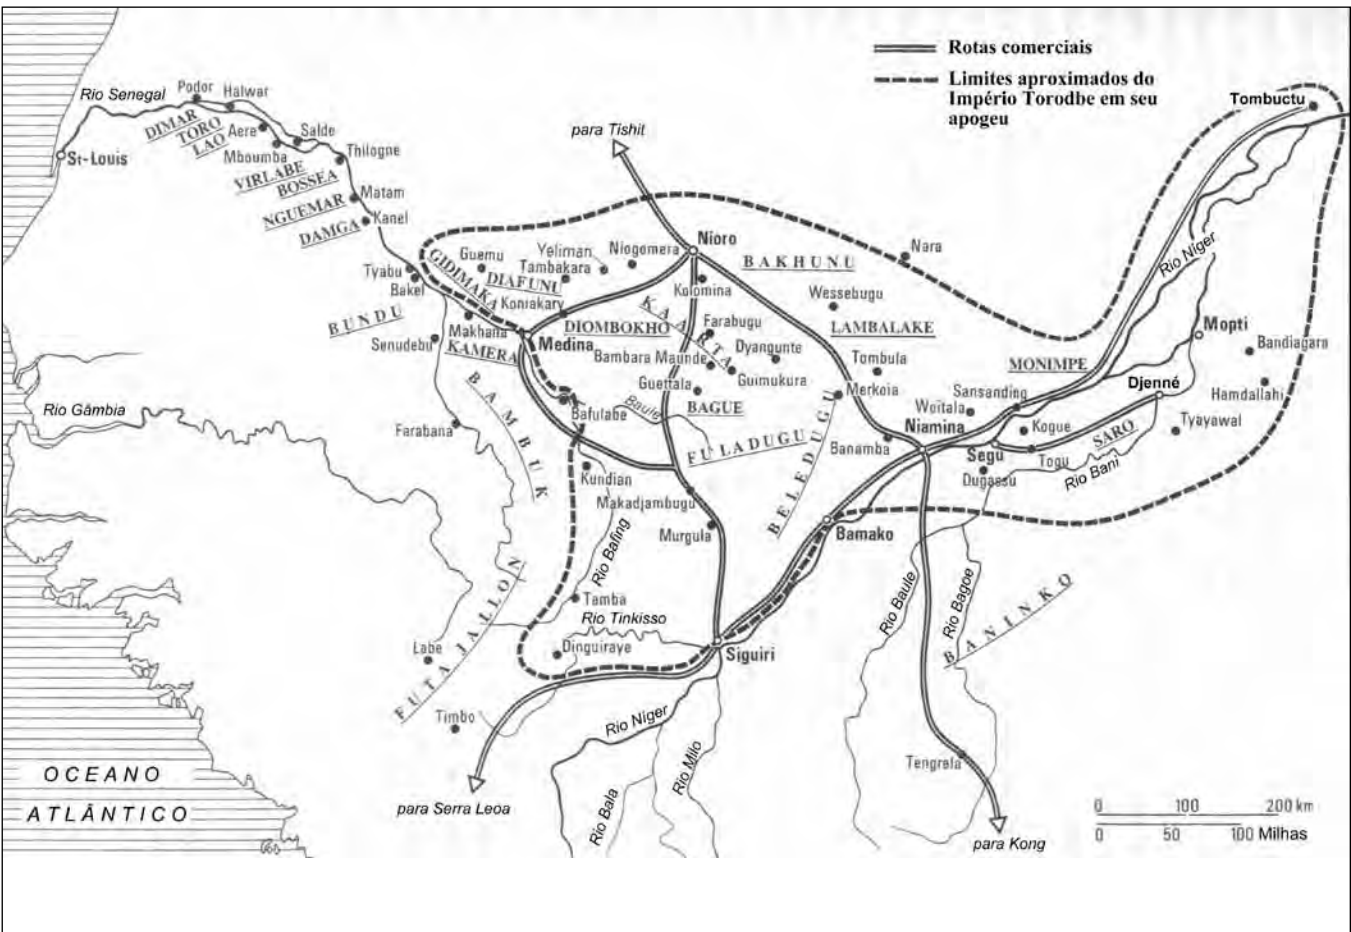 Rotas comerciais
Limites aproximados do
Império Torodbe em seu
apogeu
Tombuctu
Podor
Halwar
Rio Senegal
DIMAR
TORO
LAO
Aere
Salde
St-Louis
Mboumba
Thilogne
VIRLABE
BOSSEA
Matam
NGUEMAR
Kanel
DAMGA
para Tishit
Nioro
Nara
Rio Níger
Guemu
Yeliman
Niogomera
BAKHUNU
Tyabu
GIDIMAKA
DIAFUNU
Tambakara
Bakel
Kolomina
Wessebugu
Koniakary
BUNDU
Makhana
DIOMBOKHO
KAARTA
Farabugu
LAMBALAKE
Mopti
Senudebu
KAMERA
Medina
Bambara Maunde
Dyangunte
Tombula
MONIMPE
Bandiagara
Guimukura
Guettala
Merkoia
Sansanding
Djenné
Hamdallahi
Rio Gâmbia
BAMBUK
Bafulabe
Baule
BAGUE
Woitala
Niamina
Farabana
FULADUGU
Banamba
Kogue
SARO
Tyayawal
Segu
Togu
Kundian
BELEDUGU
Dugassu
Rio Bani
Makadjambugu
Murgula
Bamako
Rio Bafing
FUTA JALLON
Tamba
Rio Tinkisso
Rio Baule
Rio Bagoe
BANINKO
Labe
Dinguiraye
Siguiri
Timbo
Rio Níger
Rio Milo
Rio Bala
Tengrela
OCEANO
ATLÂNTICO
para Serra Leoa
para Kong
0 100 200 km
0 50 100 Milhas